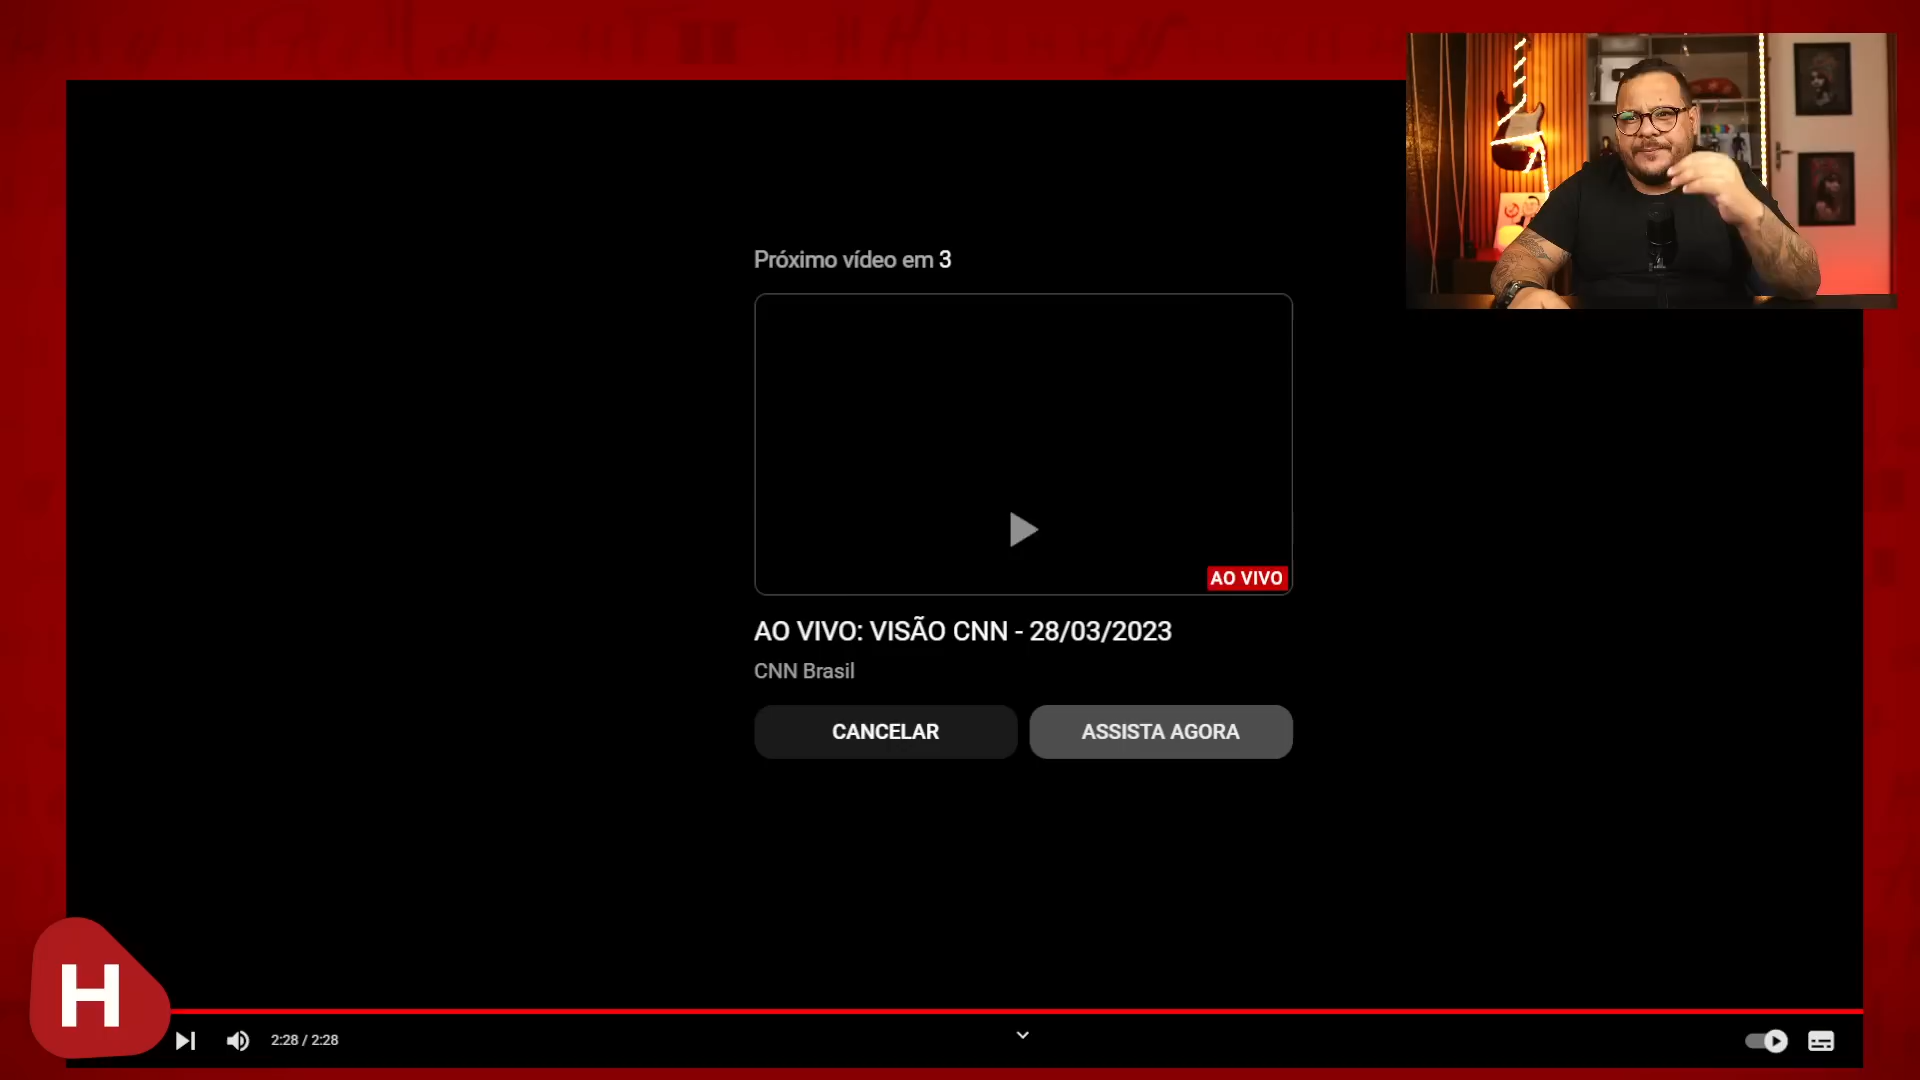 Próximo vídeo em 3
AO VIVO
AO VIVO: VISÃO CNN - 28/03/2023
CNN Brasil
CANCELAR
ASSISTA AGORA
H
2:28 / 2:28